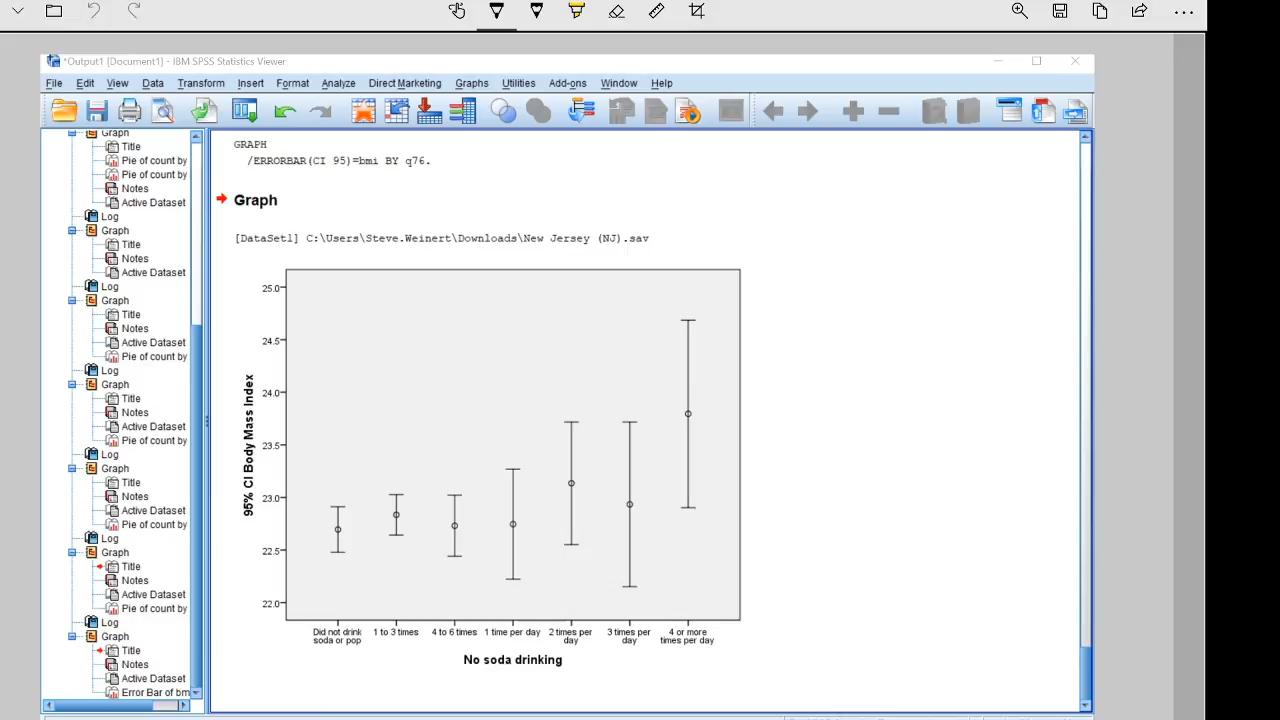 *Output1 [Document1] - IBM SPSS Statistics Viewer
File Edit View Data Transform Insert Format Analyze Direct Marketing Graphs Utilities Add-ons Window Help
Graph
Title
Pie of count by
Pie of count by
Notes
Active Dataset
Log
Graph
Title
Notes
Active Dataset
Log
Graph
Title
Notes
Active Dataset
Pie of count by
Log
Graph
Title
Notes
Active Dataset
Pie of count by
Log
Graph
Title
Notes
Active Dataset
Pie of count by
Log
Graph
Title
Notes
Active Dataset
Pie of count by
Log
Graph
Title
Notes
Active Dataset
Error Bar of bm
GRAPH
/ERRORBAR(CI 95)=bmi BY q76.
Graph
[DataSet1] C:\Users\Steve.Weinert\Downloads\New Jersey (NJ).sav
95% CI Body Mass Index
25.0
24.5
24.0
23.5
23.0
22.5
22.0
Did not drink
soda or pop
1 to 3 times
4 to 6 times
1 time per day
2 times per
day
3 times per
day
4 or more
times per day
No soda drinking